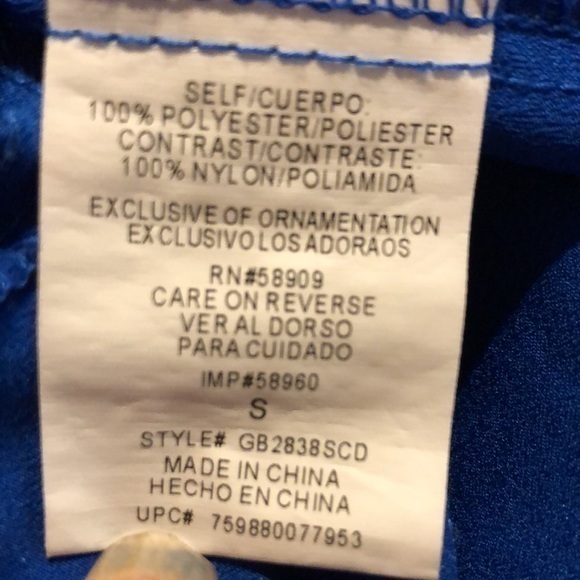 SELF/CUERPO:
100% POLYESTER/POLIESTER
CONTRAST/CONTRASTE:
100% NYLON/POLIAMIDA
EXCLUSIVE OF ORNAMENTATION
EXCLUSIVO LOS ADORAOS
RN#58909
CARE ON REVERSE
VER AL DORSO
PARA CUIDADO
IMP#58960
S
STYLE# GB2838SCD
MADE IN CHINA
HECHO EN CHINA
UPC# 759880077953